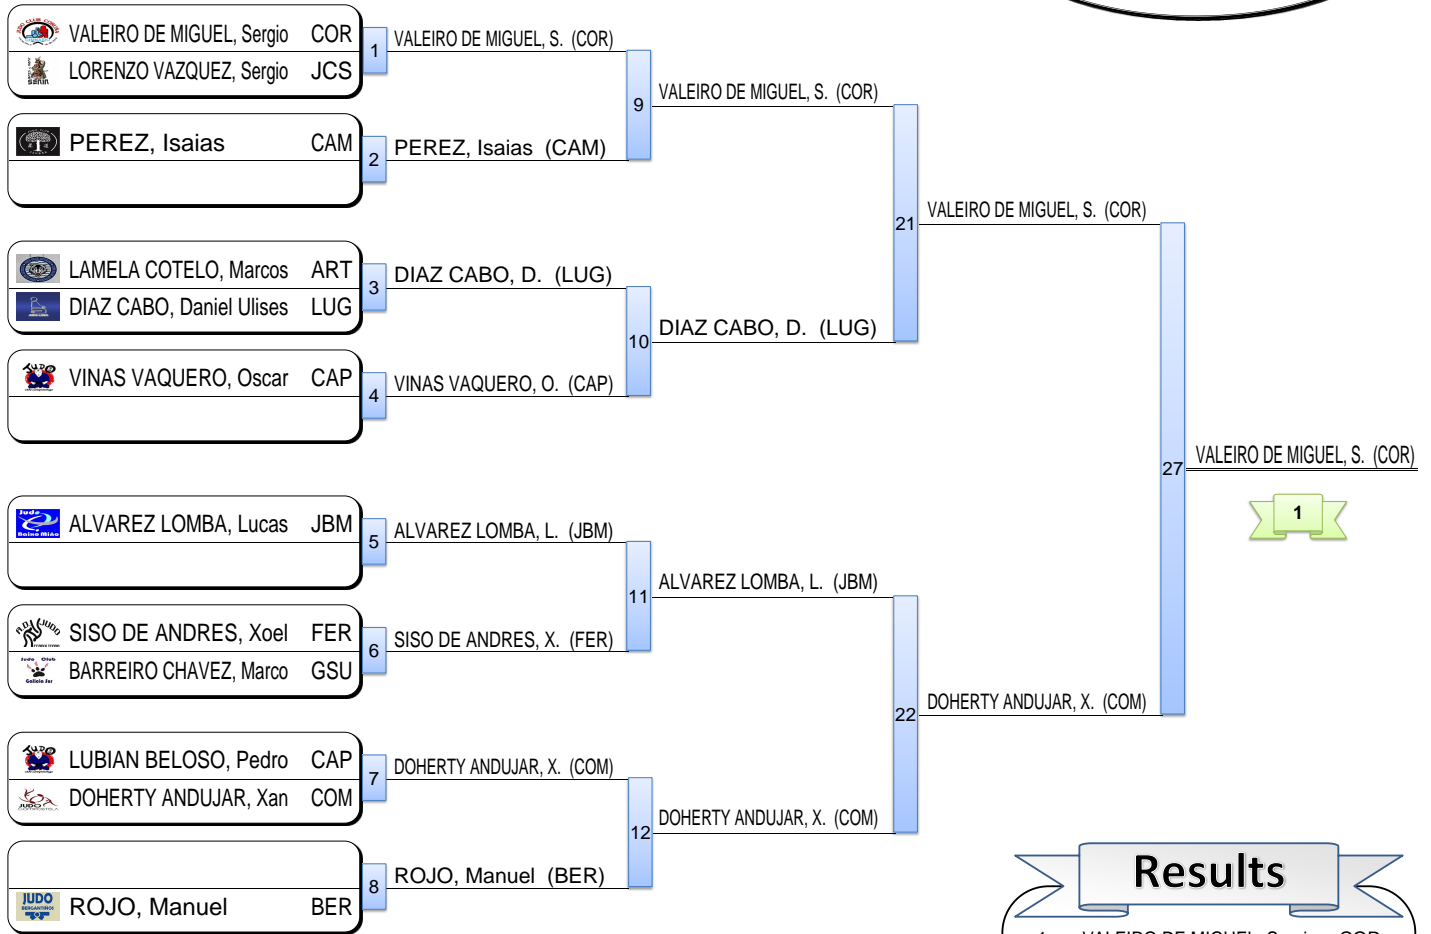 VALEIRO DE MIGUEL, Sergio COR
LORENZO VAZQUEZ, Sergio JCS
1
VALEIRO DE MIGUEL, S. (COR)
PEREZ, Isaias CAM
2
PEREZ, Isaias (CAM)
9
VALEIRO DE MIGUEL, S. (COR)
LAMELA COTELO, Marcos ART
DIAZ CABO, Daniel Ulises LUG
3
DIAZ CABO, D. (LUG)
VINAS VAQUERO, Oscar CAP
4
VINAS VAQUERO, O. (CAP)
10
DIAZ CABO, D. (LUG)
21
VALEIRO DE MIGUEL, S. (COR)
ALVAREZ LOMBA, Lucas JBM
5
ALVAREZ LOMBA, L. (JBM)
SISO DE ANDRES, Xoel FER
BARREIRO CHAVEZ, Marco GSU
6
SISO DE ANDRES, X. (FER)
11
ALVAREZ LOMBA, L. (JBM)
LUBIAN BELOSO, Pedro CAP
DOHERTY ANDUJAR, Xan COM
7
DOHERTY ANDUJAR, X. (COM)
ROJO, Manuel BER
8
ROJO, Manuel (BER)
12
DOHERTY ANDUJAR, X. (COM)
22
DOHERTY ANDUJAR, X. (COM)
27
VALEIRO DE MIGUEL, S. (COR)
1
Results